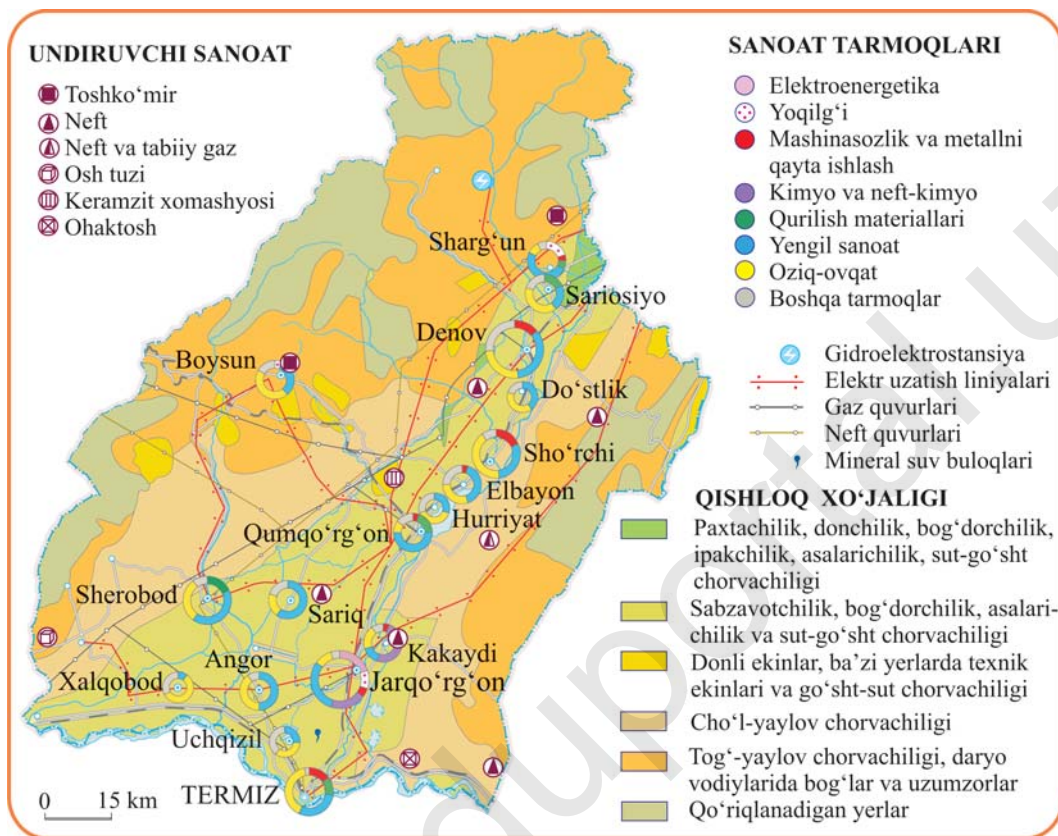 UNDIRUVCHI SANOAT
Toshko‘mir
Neft
Neft va tabiiy gaz
Osh tuzi
Keramzit xomashyosi
Ohaktosh
SANOAT TARMOQLARI
Elektroenergetika
Yoqilg‘i
Mashinasozlik va metallni
qayta ishlash
Kimyo va neft-kimyo
Qurilish materiallari
Yengil sanoat
Oziq-ovqat
Boshqa tarmoqlar
Gidroelektrostansiya
Elektr uzatish liniyalari
Gaz quvurlari
Neft quvurlari
Mineral suv buloqlari
QISHLOQ XO‘JALIGI
Paxtachilik, donchilik, bog‘dorchilik,
ipakchilik, asalarichilik, sut-go‘sht
chorvachiligi
Sabzavotchilik, bog‘dorchilik, asalari-
chilik va sut-go‘sht chorvachiligi
Donli ekinlar, ba’zi yerlarda texnik
ekinlari va go‘sht-sut chorvachiligi
Cho‘l-yaylov chorvachiligi
Tog‘-yaylov chorvachiligi, daryo
vodiylarida bog‘lar va uzumzorlar
Qo‘riqlanadigan yerlar
Sharg‘un
Sariosiyo
Denov
Boysun
Do‘stlik
Sho‘rchi
Elbayon
Hurriyat
Qumqo‘rg‘on
Sherobod
Sariq
Kakaydi
Angor
Xalqobod
Jarqo‘rg‘on
Uchqizil
TERMIZ
0 15 km
eduportal.u